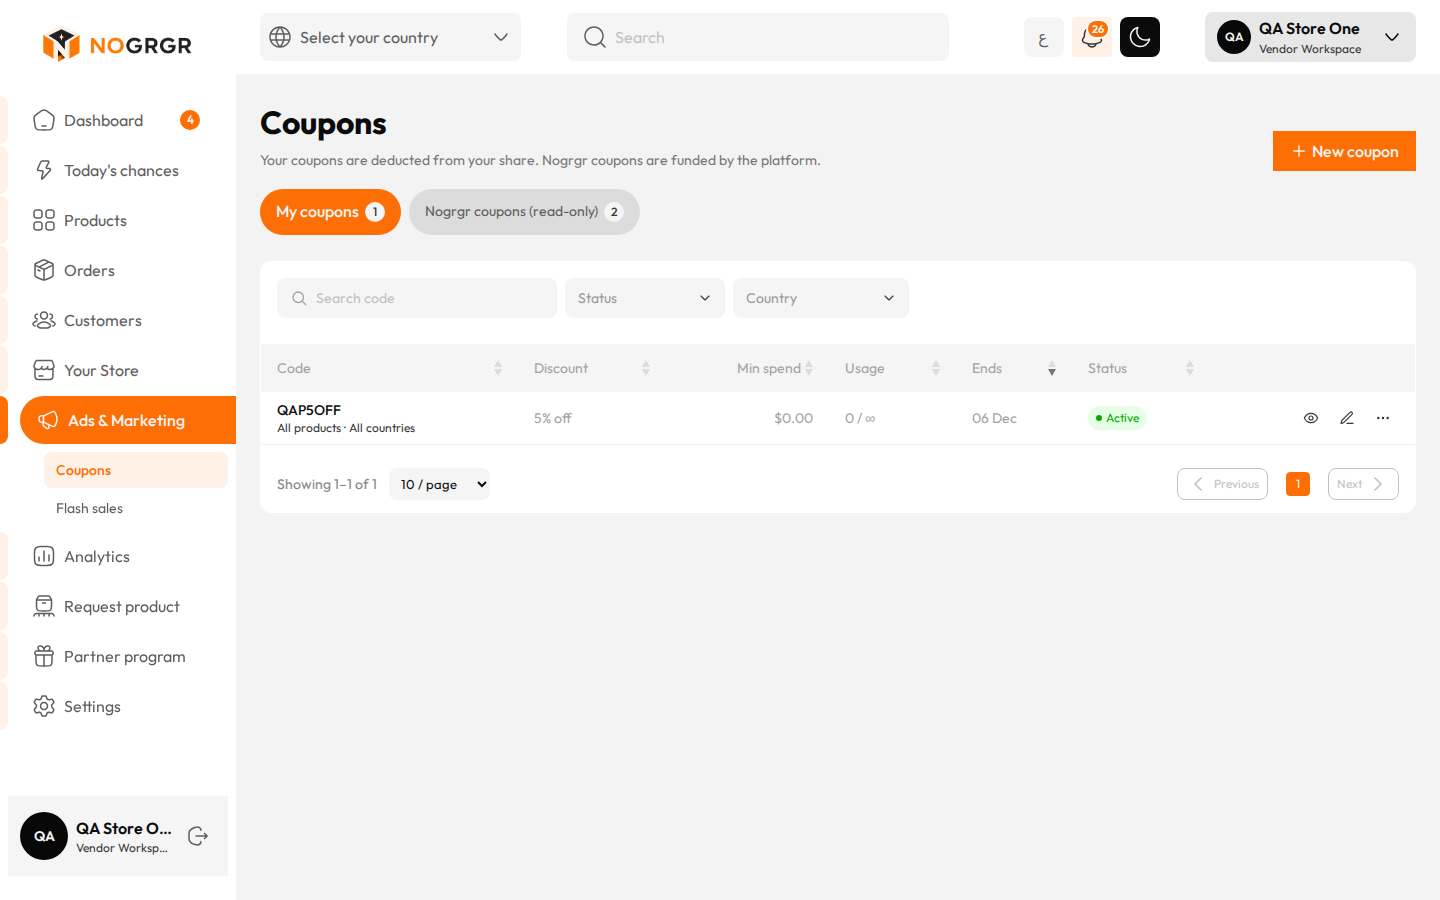 NOGRGR
Select your country
Search
ع
26
QA
QA Store One
Vendor Workspace
Dashboard
4
Today's chances
Products
Orders
Customers
Your Store
Ads & Marketing
Coupons
Flash sales
Analytics
Request product
Partner program
Settings
QA
QA Store O...
Vendor Worksp...
Coupons
Your coupons are deducted from your share. Nogrgr coupons are funded by the platform.
+ New coupon
My coupons 1
Nogrgr coupons (read-only) 2
Search code
Status
Country
Code
Discount
Min spend
Usage
Ends
Status
QAP5OFF
All products · All countries
5% off
$0.00
0 / ∞
06 Dec
Active
Showing 1–1 of 1
10 / page
Previous
1
Next